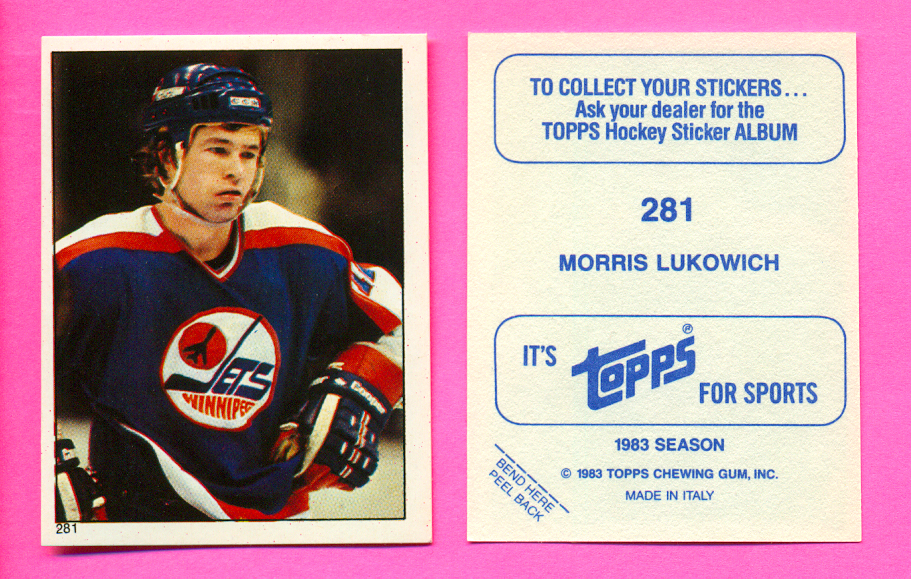 CCM
JETS
WINNIPEG
281
TO COLLECT YOUR STICKERS...
Ask your dealer for the
TOPPS Hockey Sticker ALBUM
281
MORRIS LUKOWICH
IT'S
topps®
FOR SPORTS
1983 SEASON
© 1983 TOPPS CHEWING GUM, INC.
MADE IN ITALY
BEND HERE
PEEL BACK